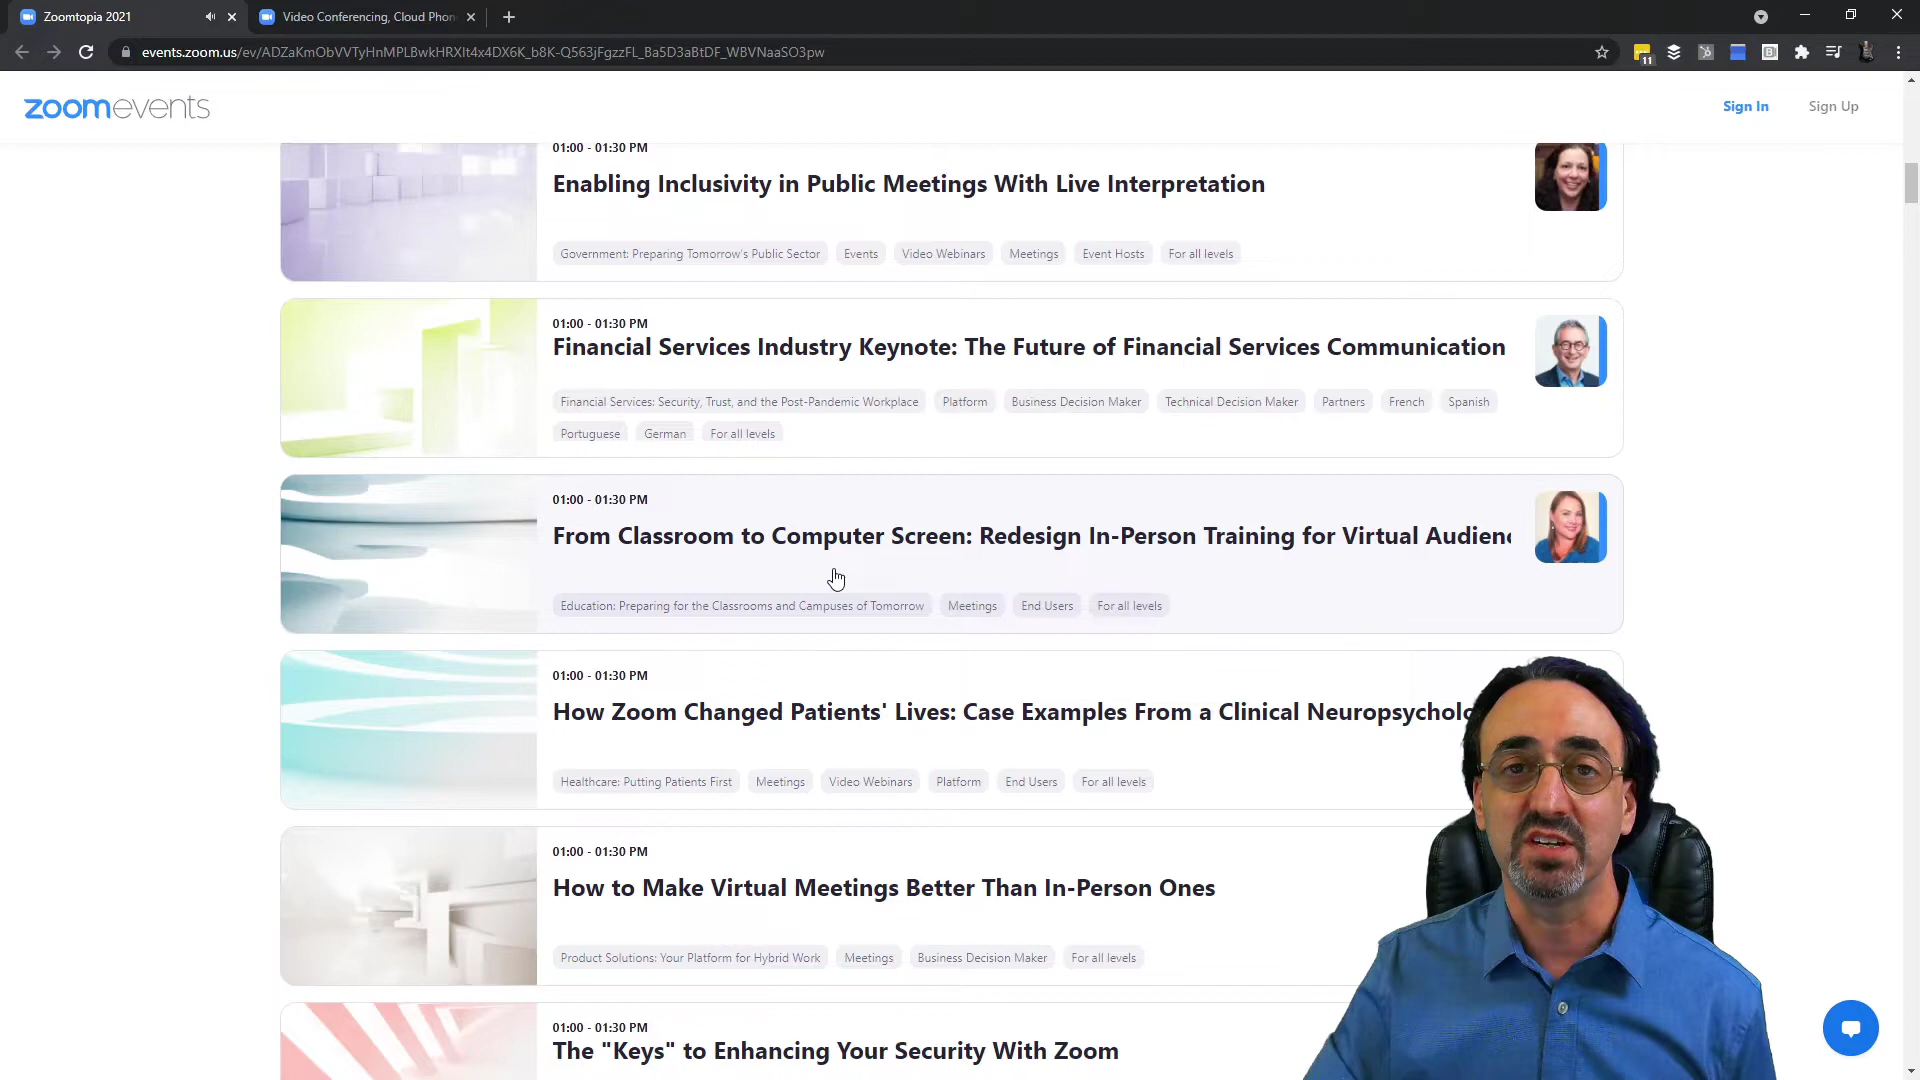 Zoomtopia 2021
Video Conferencing, Cloud Phon
events.zoom.us/ev/ADZaKmObVVTyHnMPLBwkHRXIt4x4DX6K_b8K-Q563jFgzzFL_Ba5D3aBtDF_WBVNaaSO3pw
11
zoomevents
Sign In
Sign Up
01:00 - 01:30 PM
Enabling Inclusivity in Public Meetings With Live Interpretation
Government: Preparing Tomorrow's Public Sector Events Video Webinars Meetings Event Hosts For all levels
01:00 - 01:30 PM
Financial Services Industry Keynote: The Future of Financial Services Communication
Financial Services: Security, Trust, and the Post-Pandemic Workplace Platform Business Decision Maker Technical Decision Maker Partners French Spanish
Portuguese German For all levels
01:00 - 01:30 PM
From Classroom to Computer Screen: Redesign In-Person Training for Virtual Audienc
Education: Preparing for the Classrooms and Campuses of Tomorrow Meetings End Users For all levels
01:00 - 01:30 PM
How Zoom Changed Patients' Lives: Case Examples From a Clinical Neuropsycholo
Healthcare: Putting Patients First Meetings Video Webinars Platform End Users For all levels
01:00 - 01:30 PM
How to Make Virtual Meetings Better Than In-Person Ones
Product Solutions: Your Platform for Hybrid Work Meetings Business Decision Maker For all levels
01:00 - 01:30 PM
The "Keys" to Enhancing Your Security With Zoom